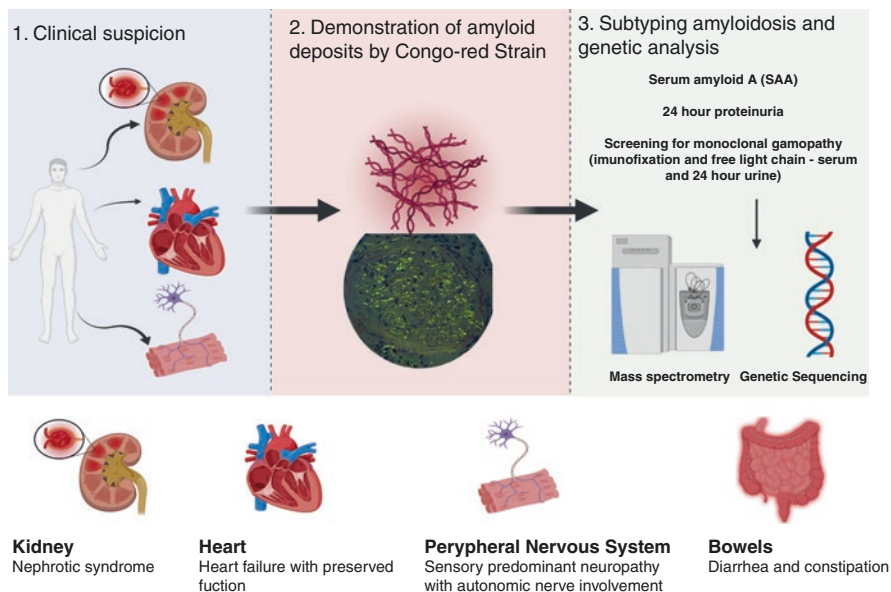 1. Clinical suspicion
2. Demonstration of amyloid
deposits by Congo-red Strain
3. Subtyping amyloidosis and
genetic analysis
Serum amyloid A (SAA)
24 hour proteinuria
Screening for monoclonal gamopathy
(imunofixation and free light chain - serum
and 24 hour urine)
Mass spectrometry
Genetic Sequencing
Kidney
Nephrotic syndrome
Heart
Heart failure with preserved
fuction
Perypheral Nervous System
Sensory predominant neuropathy
with autonomic nerve involvement
Bowels
Diarrhea and constipation